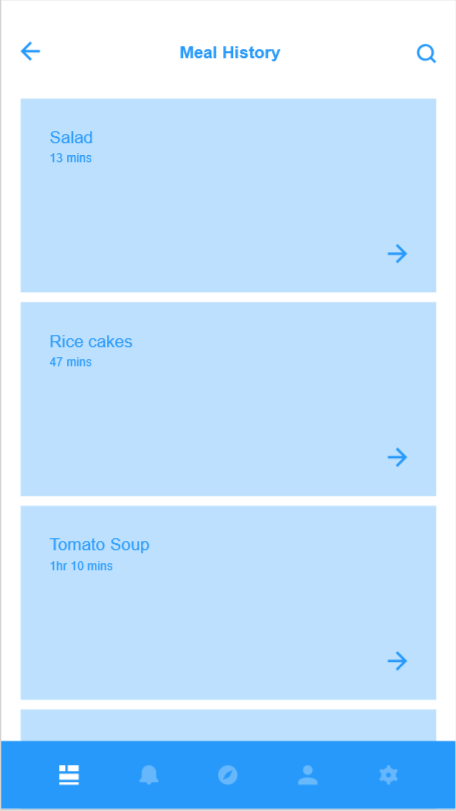 Meal History
Salad
13 mins
Rice cakes
47 mins
Tomato Soup
1hr 10 mins